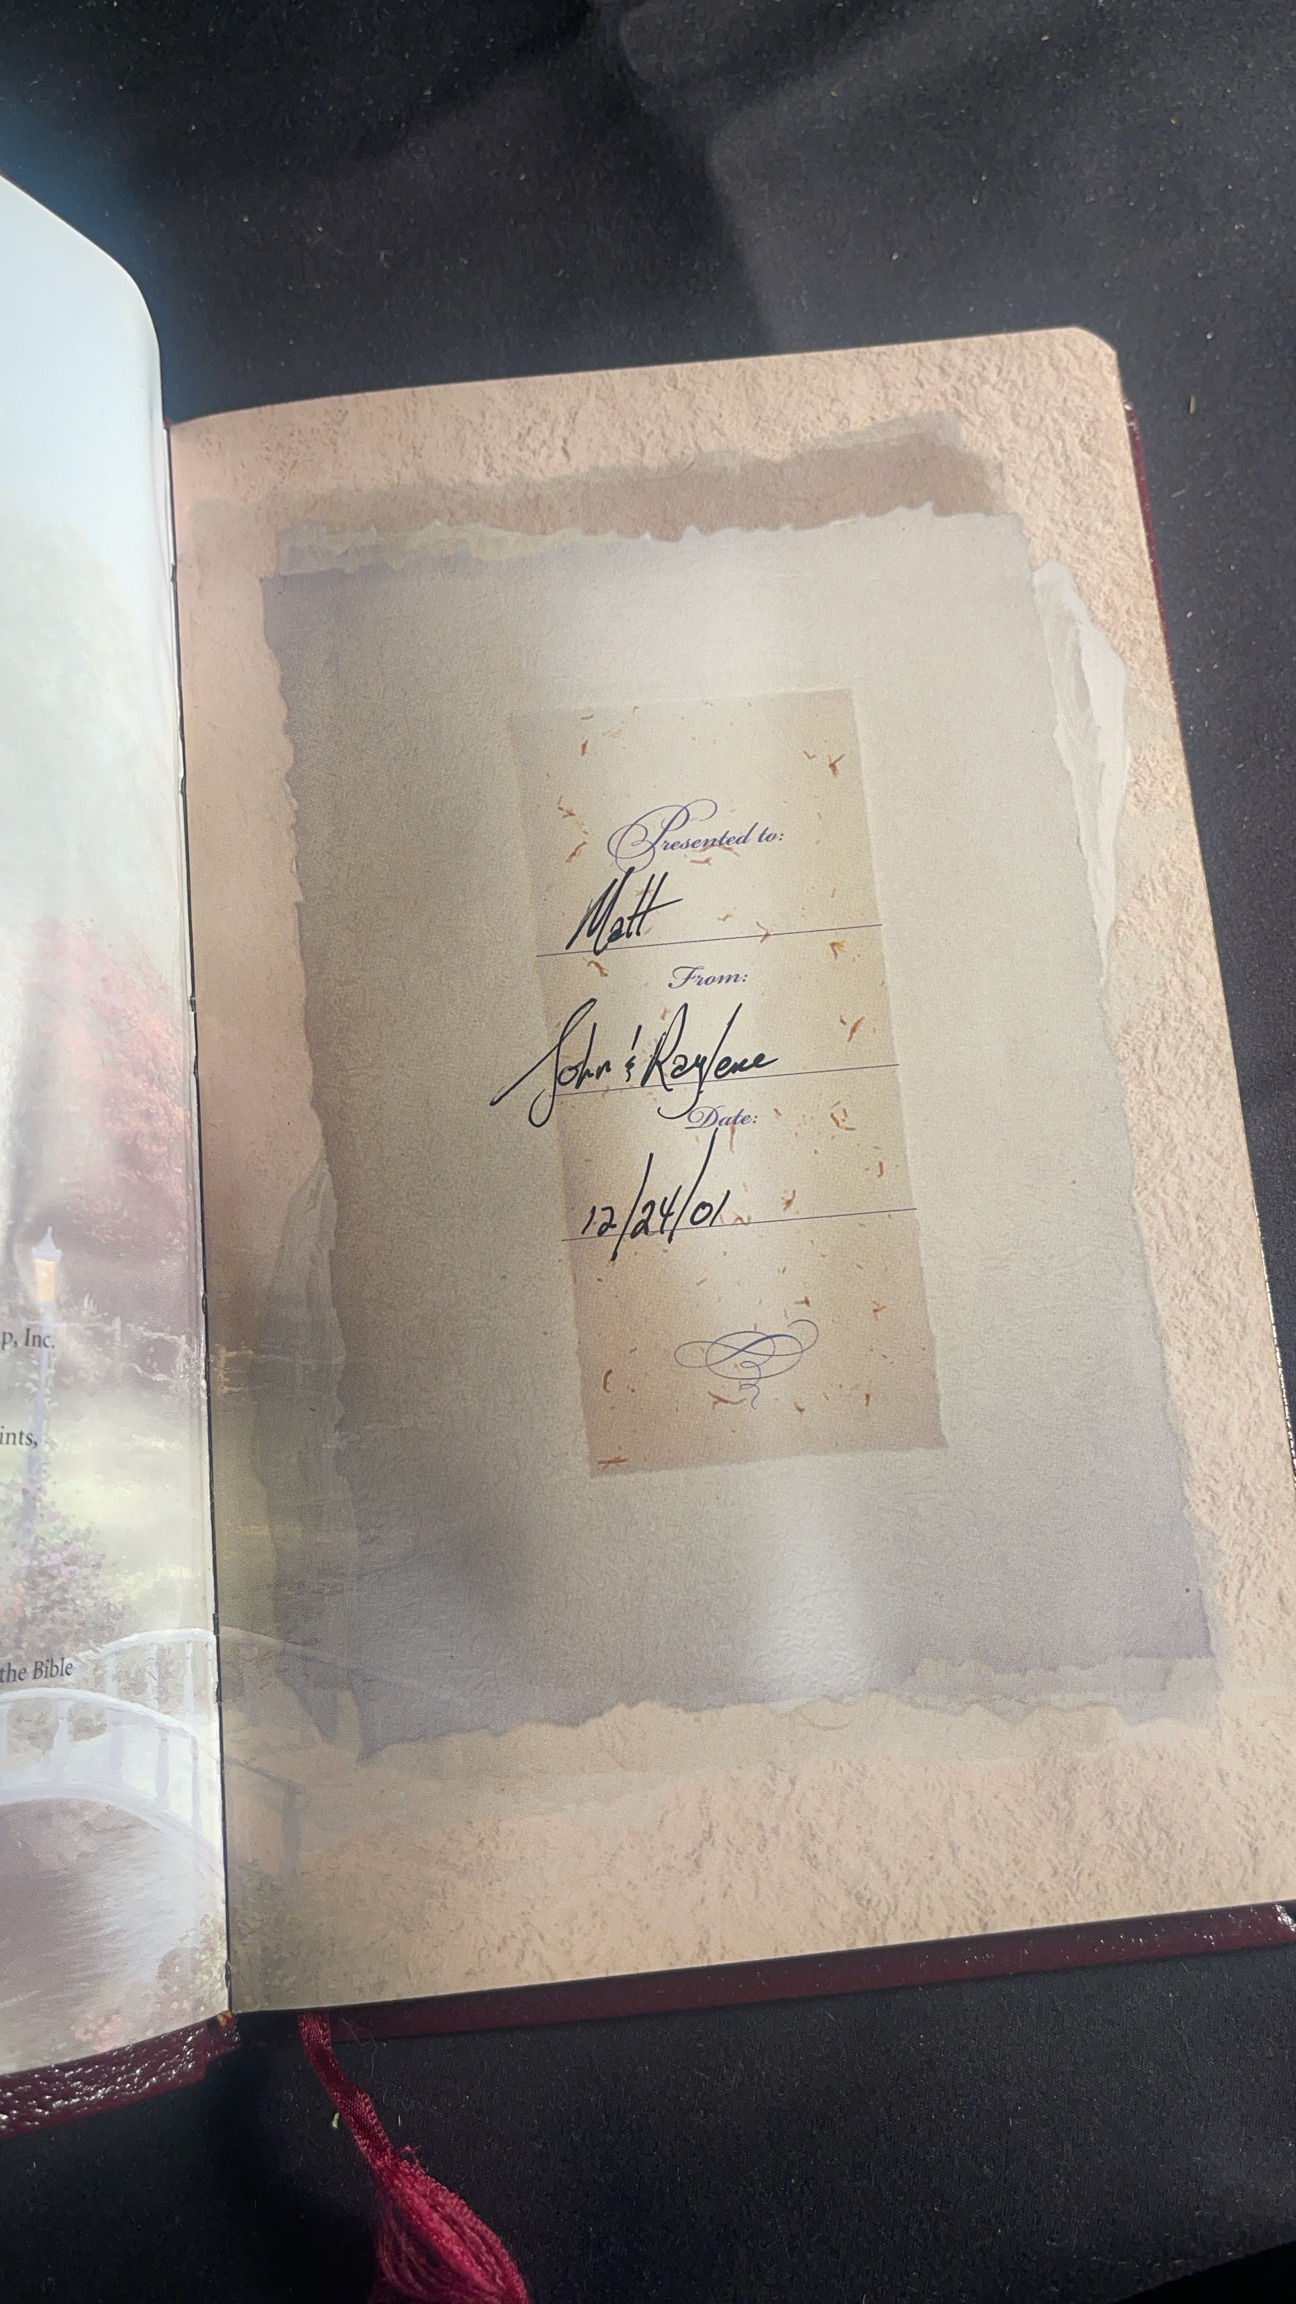 p, Inc.
ints,
the Bible
Presented to:
Matt
From:
John & Raylene
Date:
12/24/01